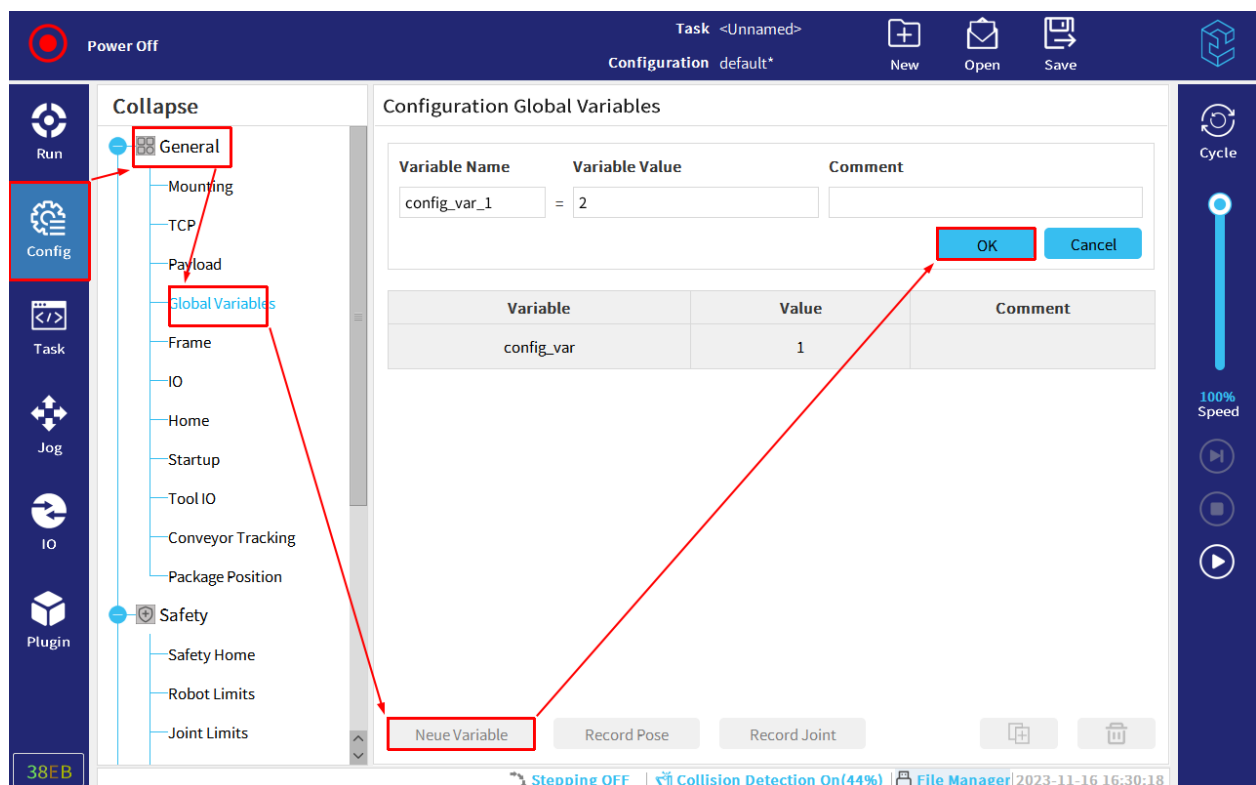 Power Off
Task <Unnamed>
Configuration default*
New
Open
Save
Run
Config
Task
Jog
IO
Plugin
38EB
Collapse
General
Mounting
TCP
Payload
Global Variables
Frame
IO
Home
Startup
Tool IO
Conveyor Tracking
Package Position
Safety
Safety Home
Robot Limits
Joint Limits
Configuration Global Variables
Variable Name Variable Value Comment
config_var_1 = 2
OK Cancel
Variable Value Comment
config_var 1
Neue Variable Record Pose Record Joint
Stepping OFF Collision Detection On(44%) File Manager 2023-11-16 16:30:18
Cycle
100%
Speed